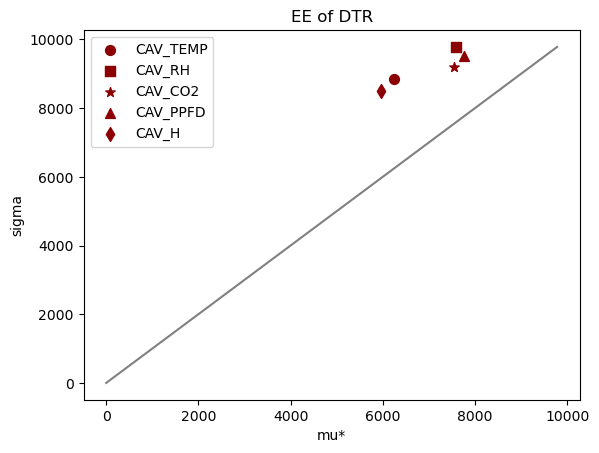 EE of DTR
CAV_TEMP
CAV_RH
CAV_CO2
CAV_PPFD
CAV_H
10000
8000
6000
4000
2000
0
sigma
0 2000 4000 6000 8000 10000
mu*